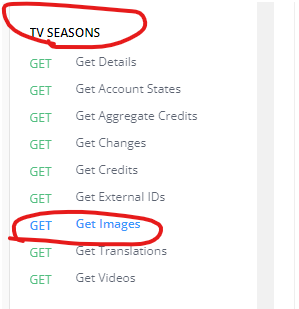 TV SEASONS
GET Get Details
GET Get Account States
GET Get Aggregate Credits
GET Get Changes
GET Get Credits
GET Get External IDs
GET Get Images
GET Get Translations
GET Get Videos